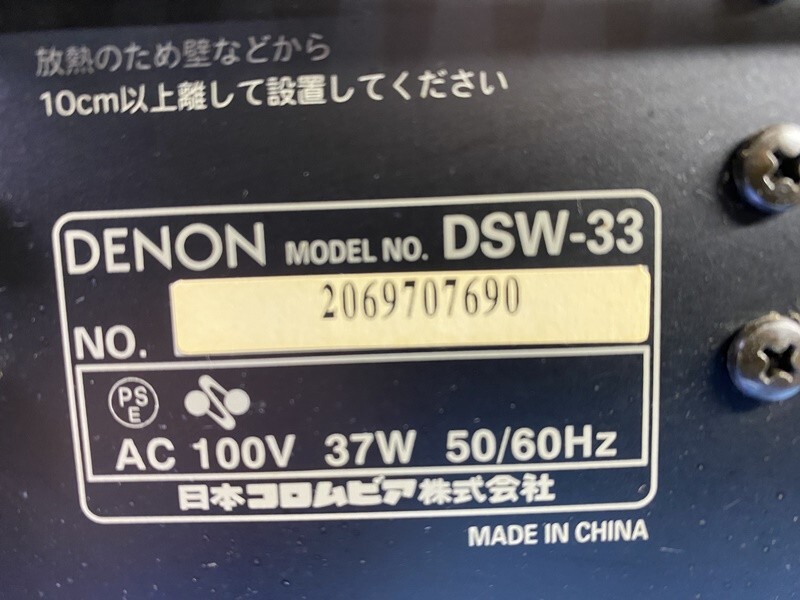 放熱のため壁などから
10cm以上離して設置してください
DENON MODEL NO. DSW-33
2069707690
NO.
PS
E
AC 100V 37W 50/60Hz
日本コロムビア株式会社
MADE IN CHINA